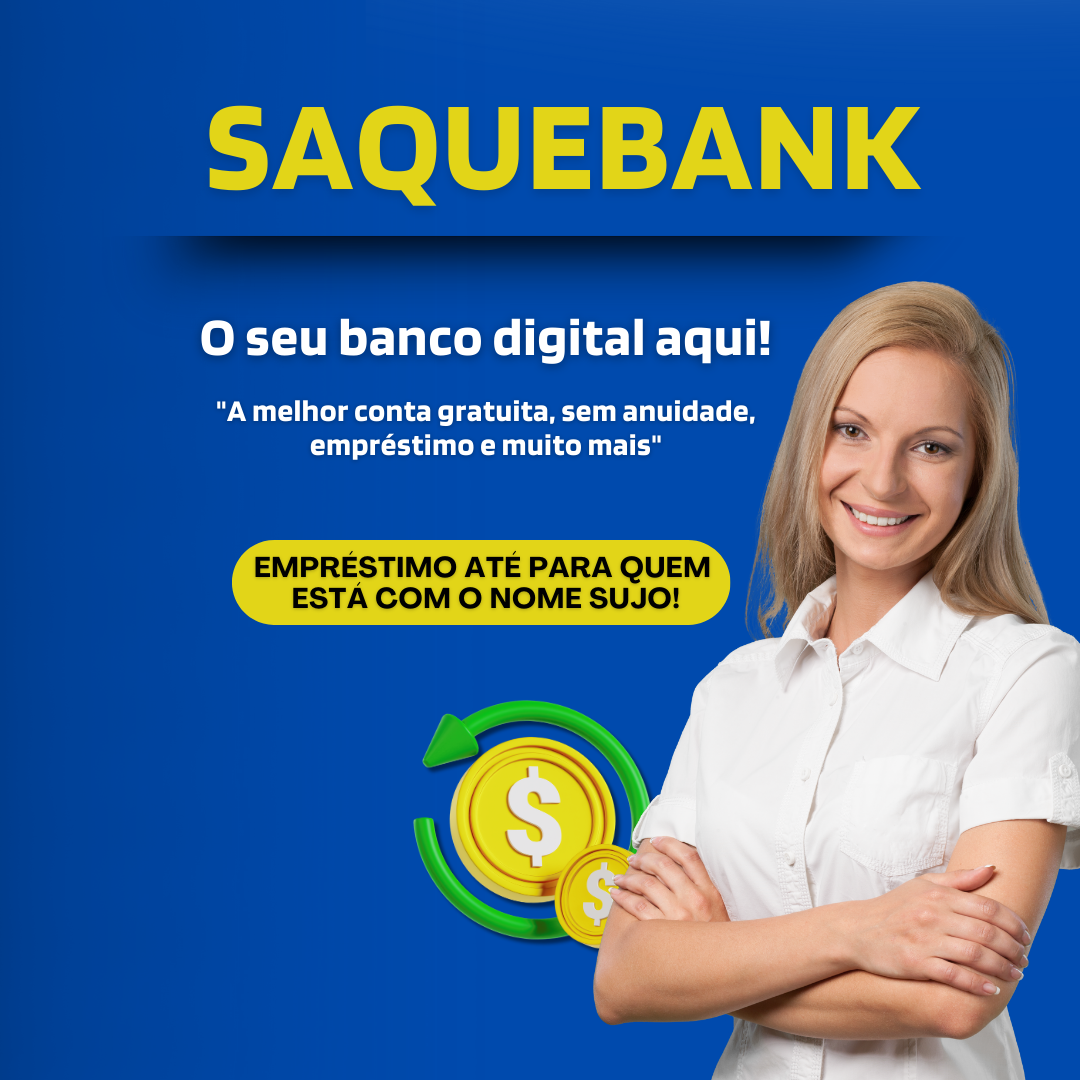 SAQUEBANK
O seu banco digital aqui!
"A melhor conta gratuita, sem anuidade,
empréstimo e muito mais"
EMPRÉSTIMO ATÉ PARA QUEM
ESTÁ COM O NOME SUJO!
$
$